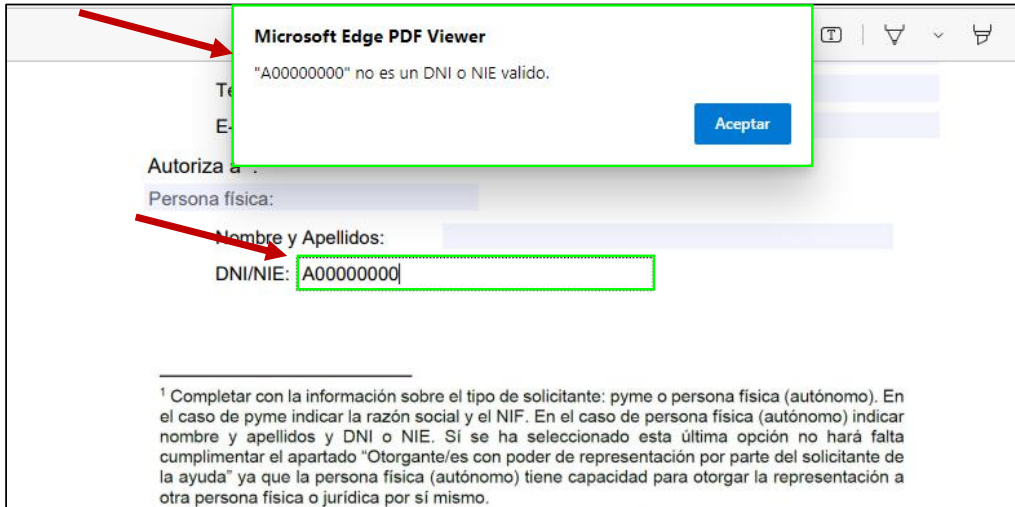 Microsoft Edge PDF Viewer
"A00000000" no es un DNI o NIE valido.
Aceptar
T
E-
Autoriza a
Persona física:
Nombre y Apellidos:
DNI/NIE: A00000000
1 Completar con la información sobre el tipo de solicitante: pyme o persona física (autónomo). En
el caso de pyme indicar la razón social y el NIF. En el caso de persona física (autónomo) indicar
nombre y apellidos y DNI o NIE. Sí se ha seleccionado esta última opción no hará falta
cumplimentar el apartado “Otorgante/es con poder de representación por parte del solicitante de
la ayuda” ya que la persona física (autónomo) tiene capacidad para otorgar la representación a
otra persona física o jurídica por sí mismo.